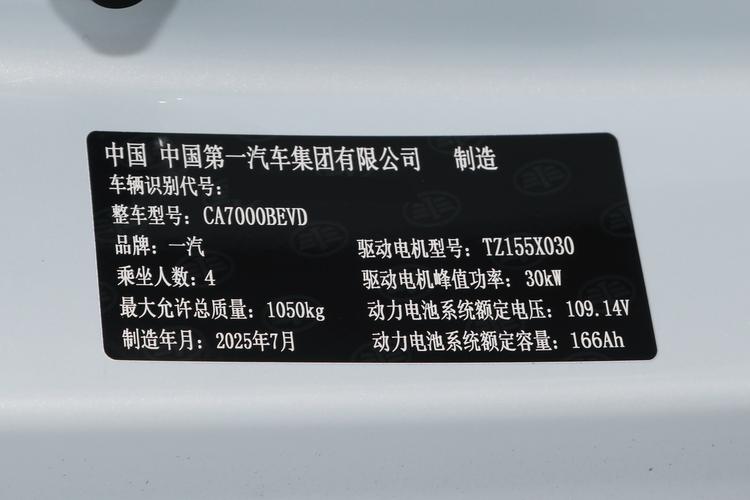 中国 中国第一汽车集团有限公司 制造
车辆识别代号：
整车型号：CA7000BEVD
品牌：一汽 驱动电机型号：TZ155X030
乘坐人数：4 驱动电机峰值功率：30kW
最大允许总质量：1050kg 动力电池系统额定电压：109.14V
制造年月：2025年7月 动力电池系统额定容量：166Ah